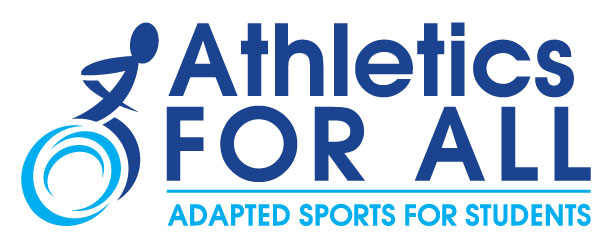 Athletics
FOR ALL
ADAPTED SPORTS FOR STUDENTS